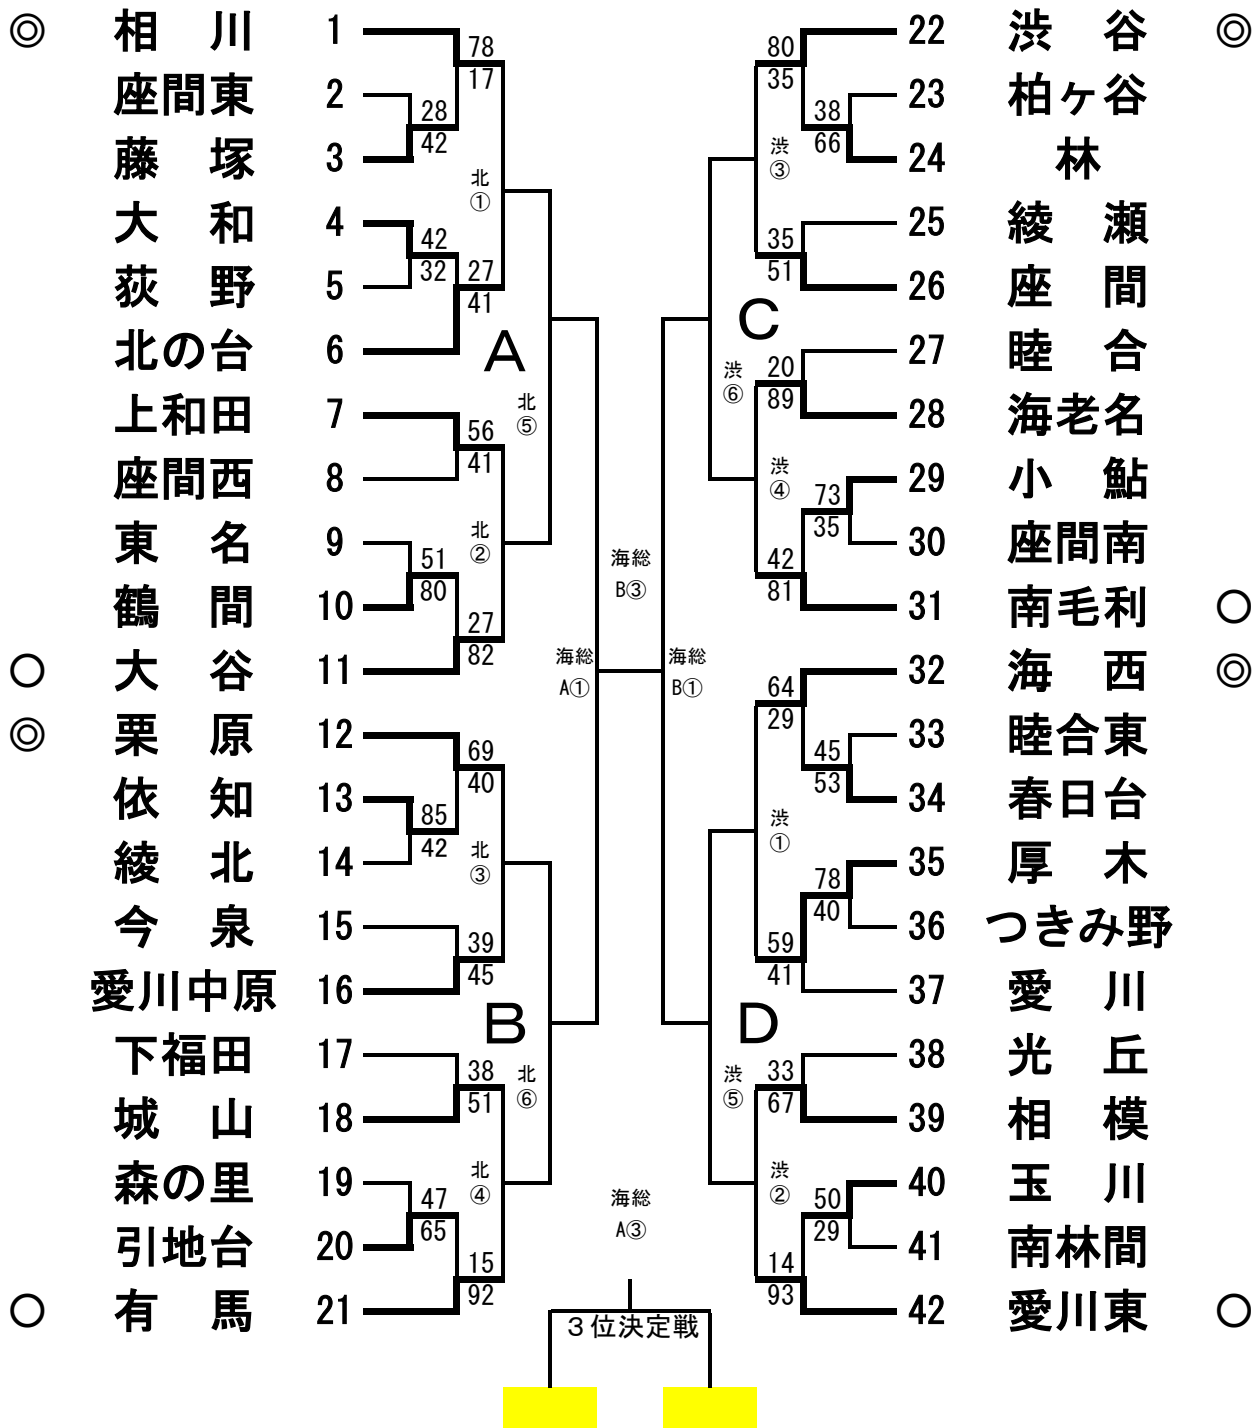 ◎ 相 川 1
座間東 2
藤 塚 3
大 和 4
荻 野 5
北の台 6
上和田 7
座間西 8
東 名 9
鶴 間 10
○ 大 谷 11
◎ 栗 原 12
依 知 13
綾 北 14
今 泉 15
愛川中原 16
下福田 17
城 山 18
森の里 19
引地台 20
○ 有 馬 21
78
17
28
42
北
①
42
32
27
41
A
北
⑤
56
41
北
②
51
80
27
82
69
40
85
42
北
③
39
45
B
38
51
北
⑥
北
④
47
65
15
92
海総
A①
海総
B③
海総
B①
海総
A③
3位決定戦
80
35
38
66
渋
③
35
51
C
渋
⑥
20
89
渋
④
73
35
42
81
64
29
45
53
渋
①
78
40
59
41
D
渋
⑤
33
67
渋
②
50
29
14
93
22 渋 谷 ◎
23 柏ヶ谷
24 林
25 綾 瀬
26 座 間
27 睦 合
28 海老名
29 小 鮎
30 座間南
31 南毛利 ○
32 海 西 ◎
33 睦合東
34 春日台
35 厚 木
36 つきみ野
37 愛 川
38 光 丘
39 相 模
40 玉 川
41 南林間
42 愛川東 ○